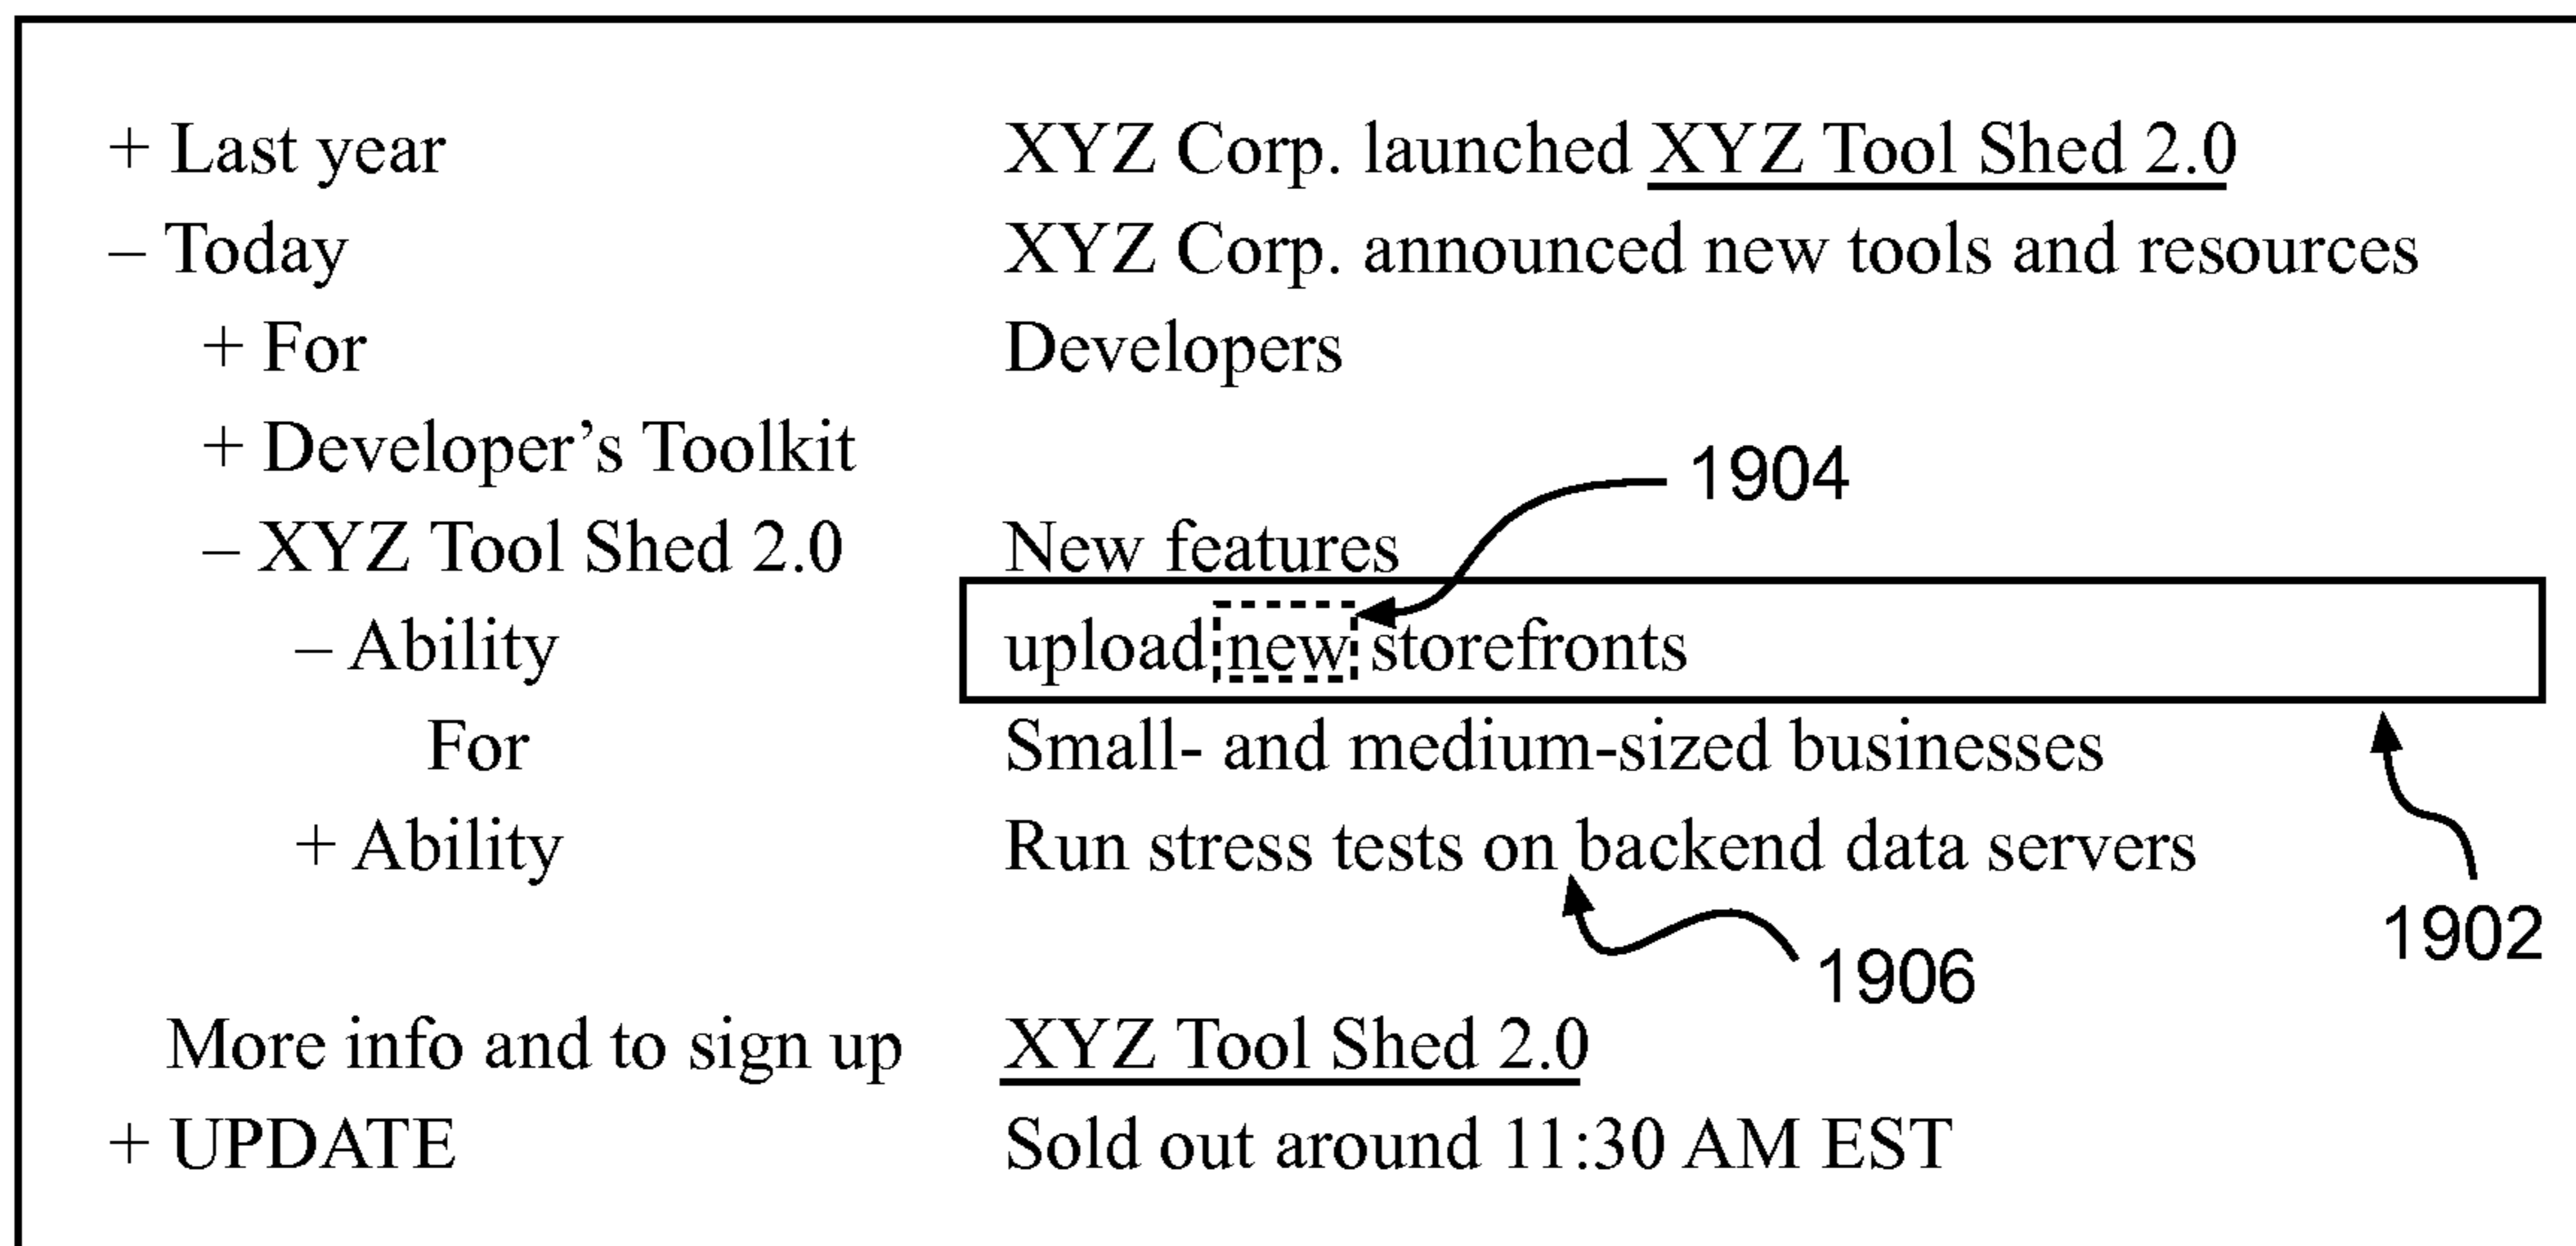 + Last year XYZ Corp. launched XYZ Tool Shed 2.0
– Today XYZ Corp. announced new tools and resources
+ For Developers
+ Developer’s Toolkit
1904
– XYZ Tool Shed 2.0 New features
– Ability upload new storefronts
For Small- and medium-sized businesses
+ Ability Run stress tests on backend data servers
1902
1906
More info and to sign up XYZ Tool Shed 2.0
+ UPDATE Sold out around 11:30 AM EST